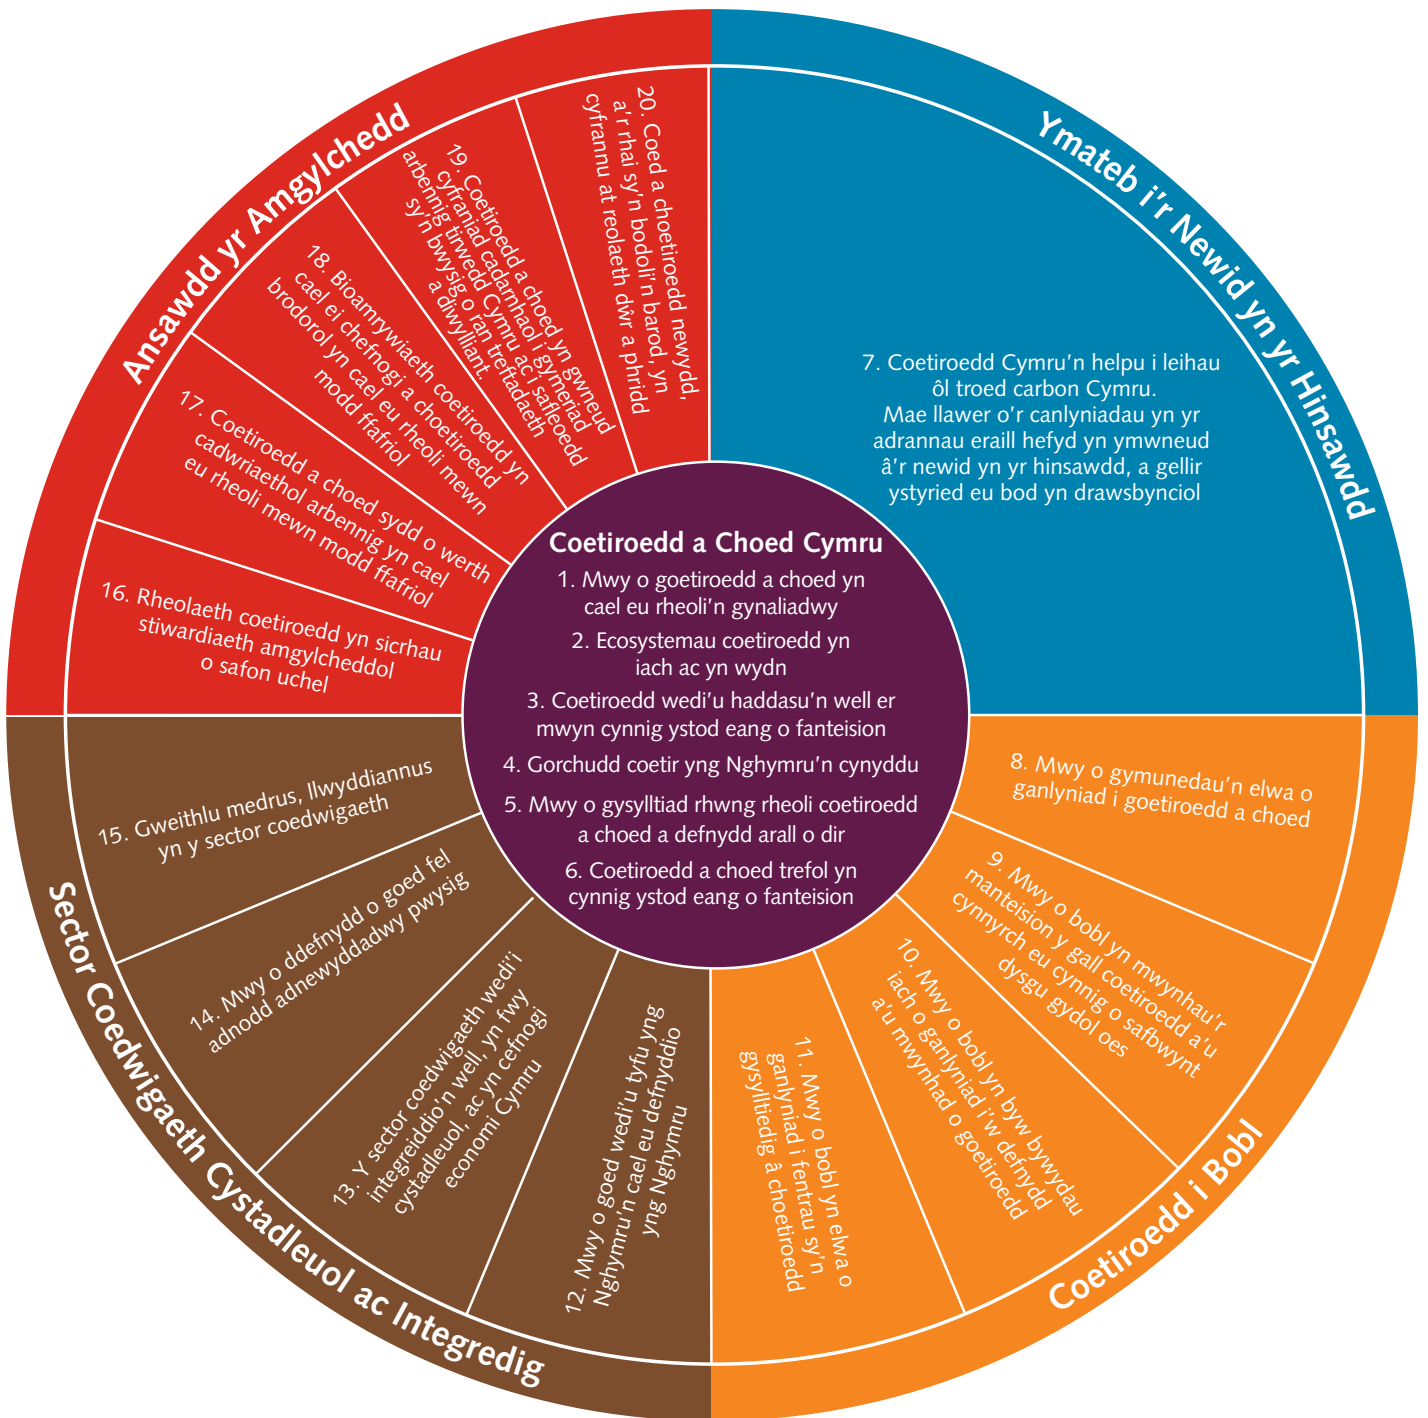 Coetiroedd a Choed Cymru
1. Mwy o goetiroedd a choed yn
cael eu rheoli'n gynaliadwy
2. Ecosystemau coetiroedd yn
iach ac yn wydn
3. Coetiroedd wedi'u haddasu'n well er
mwyn cynnig ystod eang o fanteision
4. Gorchudd coetir yng Nghymru'n cynyddu
5. Mwy o gysylltiad rhwng rheoli coetiroedd
a choed a defnydd arall o dir
6. Coetiroedd a choed trefol yn
cynnig ystod eang o fanteision
Ymateb i'r Newid yn yr Hinsawdd
7. Coetiroedd Cymru'n helpu i leihau
ôl troed carbon Cymru.
Mae llawer o'r canlyniadau yn yr
adrannau eraill hefyd yn ymwneud
â'r newid yn yr hinsawdd, a gellir
ystyried eu bod yn drawsbynciol
Coetiroedd i Bobl
8. Mwy o gymunedau'n elwa o
ganlyniad i goetiroedd a choed
9. Mwy o bobl yn mwynhau'r
manteision y gall coetiroedd a'u
cynnyrch eu cynnig o safbwynt
dysgu gydol oes
10. Mwy o bobl yn byw bywydau
iach o ganlyniad i'w defnydd
a'u mwynhad o goetiroedd
11. Mwy o bobl yn elwa o
ganlyniad i fentrau sy'n
gysylltiedig â choetiroedd
Sector Coedwigaeth Cystadleuol ac Integredig
12. Mwy o goed wedi'u tyfu yng
Nghymru'n cael eu defnyddio
yng Nghymru
13. Y sector coedwigaeth wedi'i
integreiddio'n well, yn fwy
cystadleuol, ac yn cefnogi
economi Cymru
14. Mwy o ddefnydd o goed fel
adnodd adnewyddadwy pwysig
15. Gweithlu medrus, llwyddiannus
yn y sector coedwigaeth
Ansawdd yr Amgylchedd
16. Rheolaeth coetiroedd yn sicrhau
stiwardiaeth amgylcheddol
o safon uchel
17. Coetiroedd a choed sydd o werth
cadwriaethol arbennig yn cael
eu rheoli mewn modd ffafriol
18. Bioamrywiaeth coetiroedd yn
cael ei chefnogi a choetiroedd
brodorol yn cael eu rheoli mewn
modd ffafriol
19. Coetiroedd a choed yn gwneud
cyfraniad cadarnhaol i gymeriad
arbennig tirwedd Cymru ac i safleoedd
sy'n bwysig o ran treftadaeth
a diwylliant.
20. Coed a choetiroedd newydd,
a'r rhai sy'n bodoli'n barod, yn
cyfrannu at reolaeth dŵr a phridd